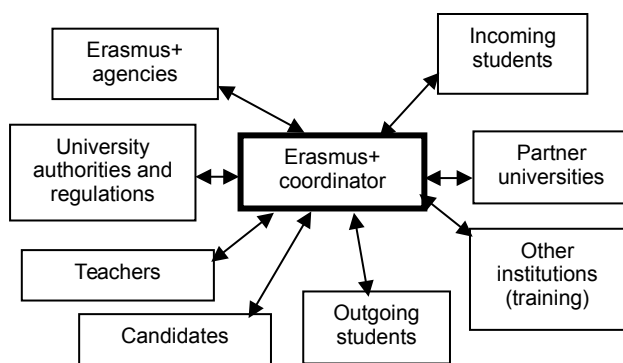 Erasmus+
agencies
Incoming
students
University
authorities and
regulations
Erasmus+
coordinator
Partner
universities
Teachers
Other
institutions
(training)
Candidates
Outgoing
students